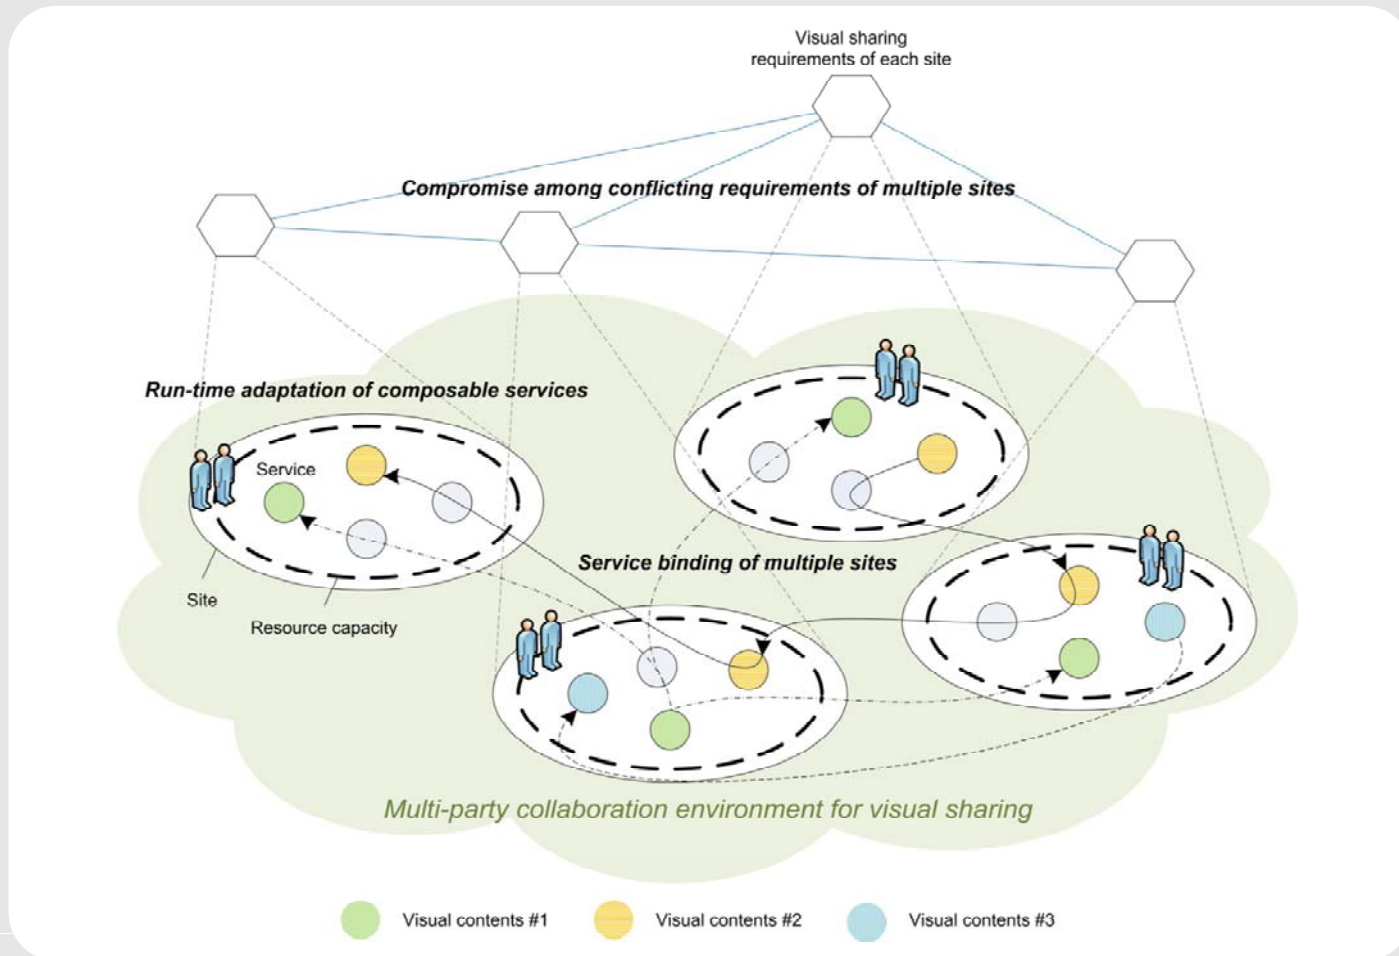 Visual sharing
requirements of each site
Compromise among conflicting requirements of multiple sites
Run-time adaptation of composable services
Service
Service binding of multiple sites
Site
Resource capacity
Multi-party collaboration environment for visual sharing
Visual contents #1
Visual contents #2
Visual contents #3